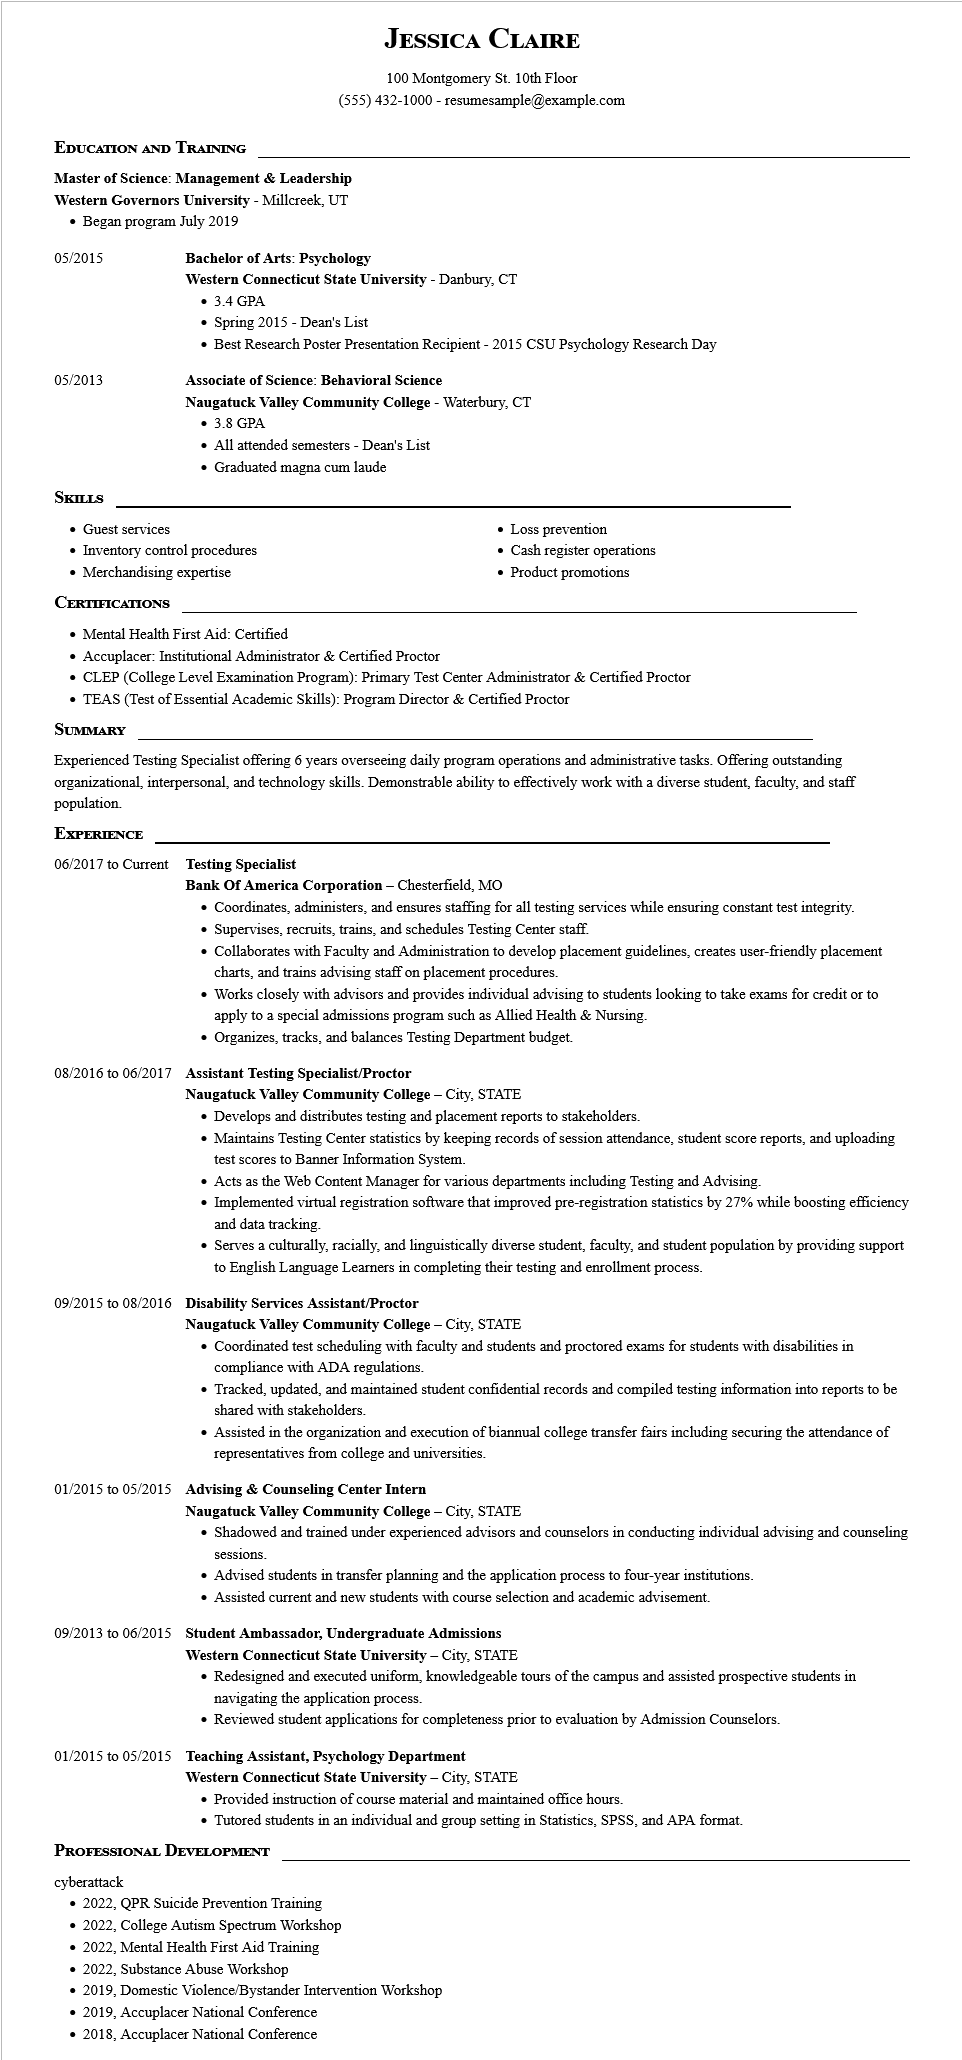 Jessica Claire
100 Montgomery St. 10th Floor
(555) 432-1000 - resumesample@example.com
Education and Training
Master of Science: Management & Leadership
Western Governors University - Millcreek, UT
• Began program July 2019
05/2015 Bachelor of Arts: Psychology
Western Connecticut State University - Danbury, CT
• 3.4 GPA
• Spring 2015 - Dean's List
• Best Research Poster Presentation Recipient - 2015 CSU Psychology Research Day
05/2013 Associate of Science: Behavioral Science
Naugatuck Valley Community College - Waterbury, CT
• 3.8 GPA
• All attended semesters - Dean's List
• Graduated magna cum laude
Skills
• Guest services
• Inventory control procedures
• Merchandising expertise
• Loss prevention
• Cash register operations
• Product promotions
Certifications
• Mental Health First Aid: Certified
• Accuplacer: Institutional Administrator & Certified Proctor
• CLEP (College Level Examination Program): Primary Test Center Administrator & Certified Proctor
• TEAS (Test of Essential Academic Skills): Program Director & Certified Proctor
Summary
Experienced Testing Specialist offering 6 years overseeing daily program operations and administrative tasks. Offering outstanding
organizational, interpersonal, and technology skills. Demonstrable ability to effectively work with a diverse student, faculty, and staff
population.
Experience
06/2017 to Current Testing Specialist
Bank Of America Corporation – Chesterfield, MO
• Coordinates, administers, and ensures staffing for all testing services while ensuring constant test integrity.
• Supervises, recruits, trains, and schedules Testing Center staff.
• Collaborates with Faculty and Administration to develop placement guidelines, creates user-friendly placement
charts, and trains advising staff on placement procedures.
• Works closely with advisors and provides individual advising to students looking to take exams for credit or to
apply to a special admissions program such as Allied Health & Nursing.
• Organizes, tracks, and balances Testing Department budget.
08/2016 to 06/2017 Assistant Testing Specialist/Proctor
Naugatuck Valley Community College – City, STATE
• Develops and distributes testing and placement reports to stakeholders.
• Maintains Testing Center statistics by keeping records of session attendance, student score reports, and uploading
test scores to Banner Information System.
• Acts as the Web Content Manager for various departments including Testing and Advising.
• Implemented virtual registration software that improved pre-registration statistics by 27% while boosting efficiency
and data tracking.
• Serves a culturally, racially, and linguistically diverse student, faculty, and student population by providing support
to English Language Learners in completing their testing and enrollment process.
09/2015 to 08/2016 Disability Services Assistant/Proctor
Naugatuck Valley Community College – City, STATE
• Coordinated test scheduling with faculty and students and proctored exams for students with disabilities in
compliance with ADA regulations.
• Tracked, updated, and maintained student confidential records and compiled testing information into reports to be
shared with stakeholders.
• Assisted in the organization and execution of biannual college transfer fairs including securing the attendance of
representatives from college and universities.
01/2015 to 05/2015 Advising & Counseling Center Intern
Naugatuck Valley Community College – City, STATE
• Shadowed and trained under experienced advisors and counselors in conducting individual advising and counseling
sessions.
• Advised students in transfer planning and the application process to four-year institutions.
• Assisted current and new students with course selection and academic advisement.
09/2013 to 06/2015 Student Ambassador, Undergraduate Admissions
Western Connecticut State University – City, STATE
• Redesigned and executed uniform, knowledgeable tours of the campus and assisted prospective students in
navigating the application process.
• Reviewed student applications for completeness prior to evaluation by Admission Counselors.
01/2015 to 05/2015 Teaching Assistant, Psychology Department
Western Connecticut State University – City, STATE
• Provided instruction of course material and maintained office hours.
• Tutored students in an individual and group setting in Statistics, SPSS, and APA format.
Professional Development
cyberattack
• 2022, QPR Suicide Prevention Training
• 2022, College Autism Spectrum Workshop
• 2022, Mental Health First Aid Training
• 2022, Substance Abuse Workshop
• 2019, Domestic Violence/Bystander Intervention Workshop
• 2019, Accuplacer National Conference
• 2018, Accuplacer National Conference